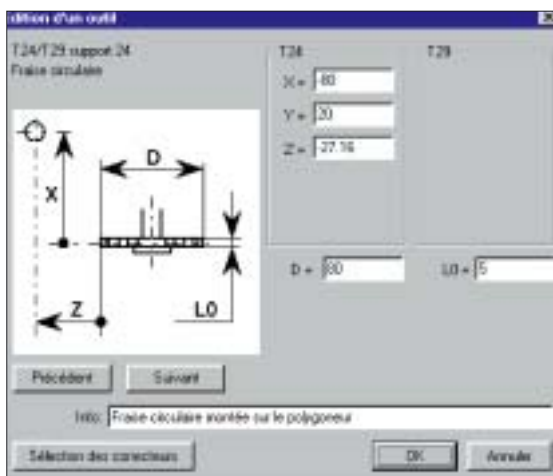 dition d'un outil
T24/T29 support 24
Fraise circulaire
T24
T29
X = -80
Y = 20
Z = -27.16
D
X
Z
L0
D = 80
L0 = 5
Précédent
Suivant
Info: Fraise circulaire montée sur le polygoneur
Sélection des correcteurs
OK
Annuler